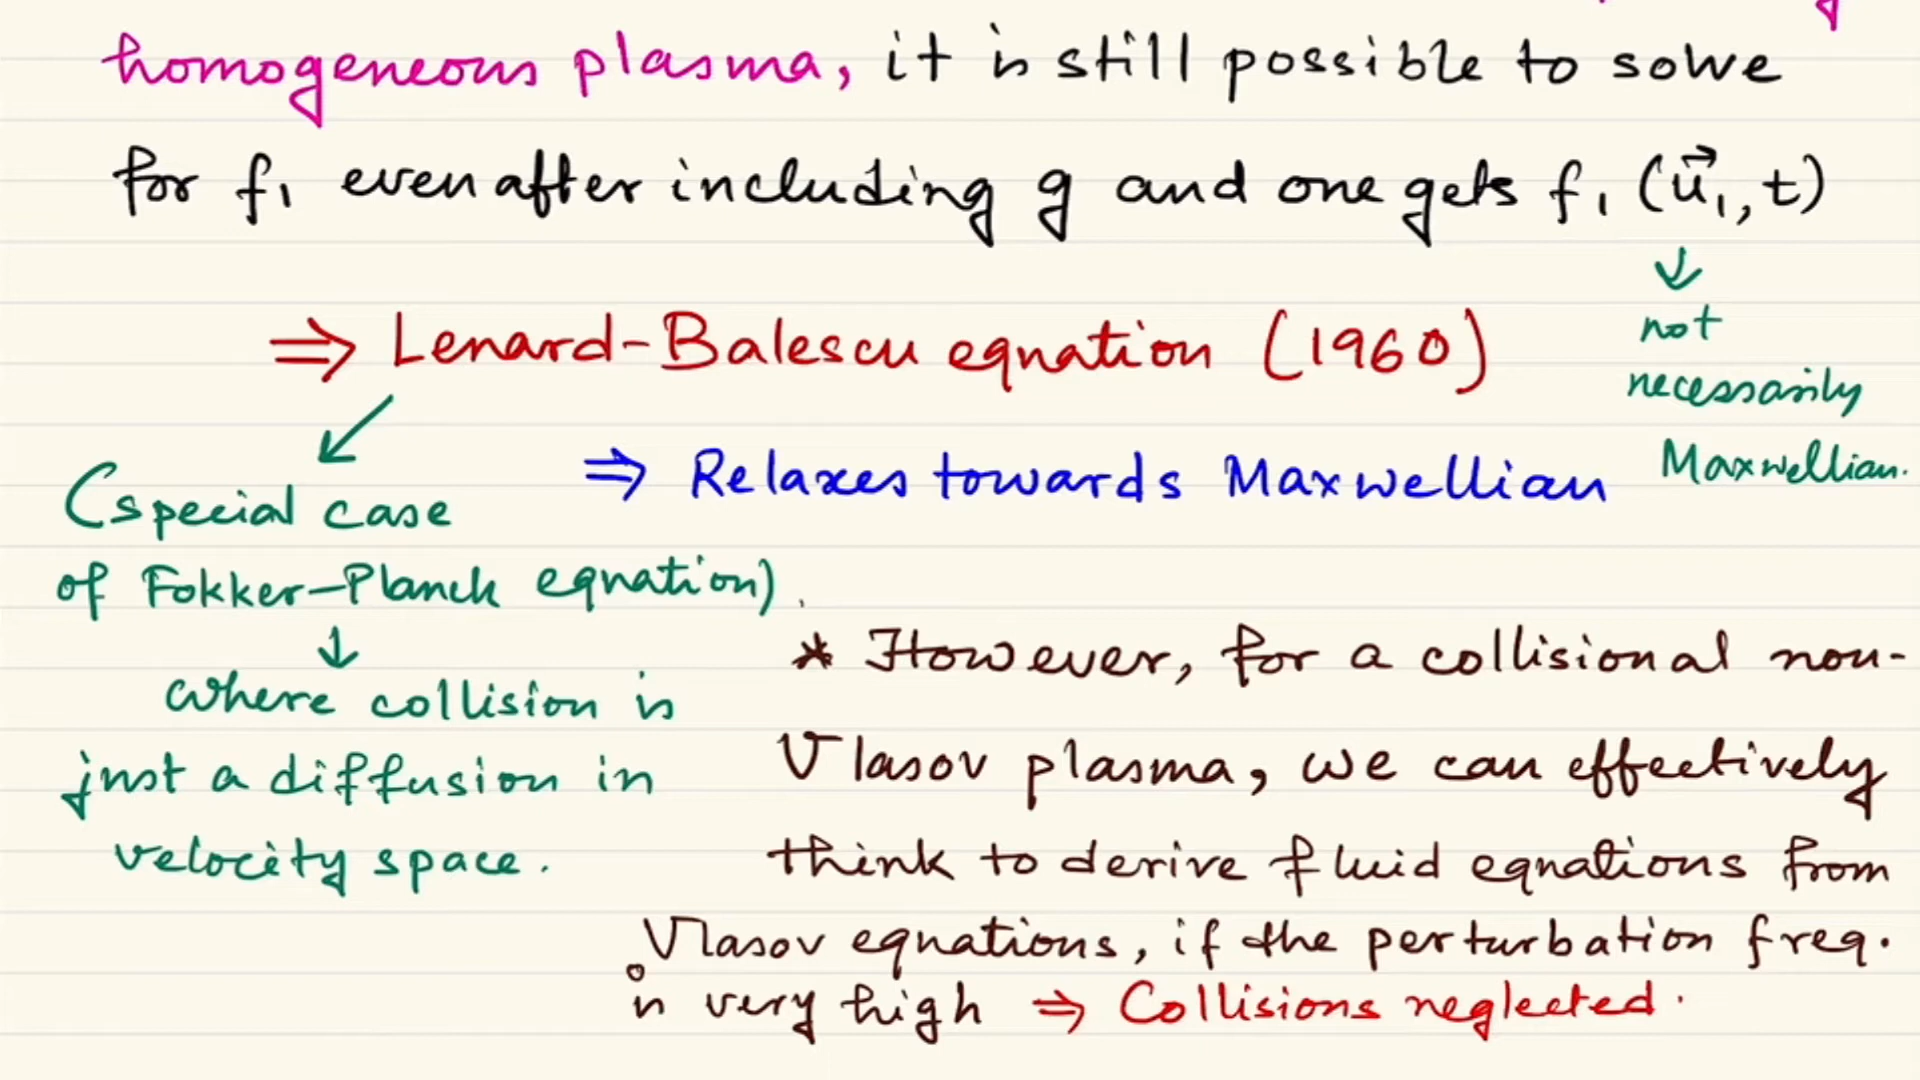 homogeneous plasma, it is still possible to solve
for f₁ even after including g and one gets f₁ (u⃗₁, t)
↓
not
necessarily
Maxwellian.
⇒ Lenard-Balescu equation (1960)
⇒ Relaxes towards Maxwellian
(special case
of Fokker-Planck equation)
↓
where collision is
just a diffusion in
velocity space.
* However, for a collisional non-
Vlasov plasma, we can effectively
think to derive fluid equations from
Vlasov equations, if the perturbation freq.
is very high ⇒ Collisions neglected.